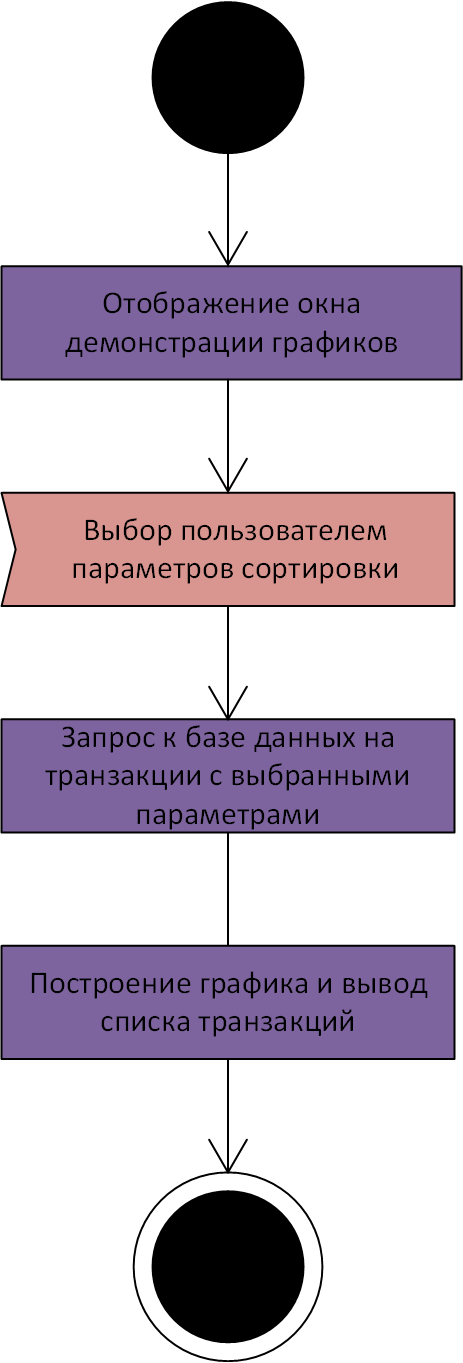 Отображение окна
демонстрации графиков
Выбор пользователем
параметров сортировки
Запрос к базе данных на
транзакции с выбранными
параметрами
Построение графика и вывод
списка транзакций